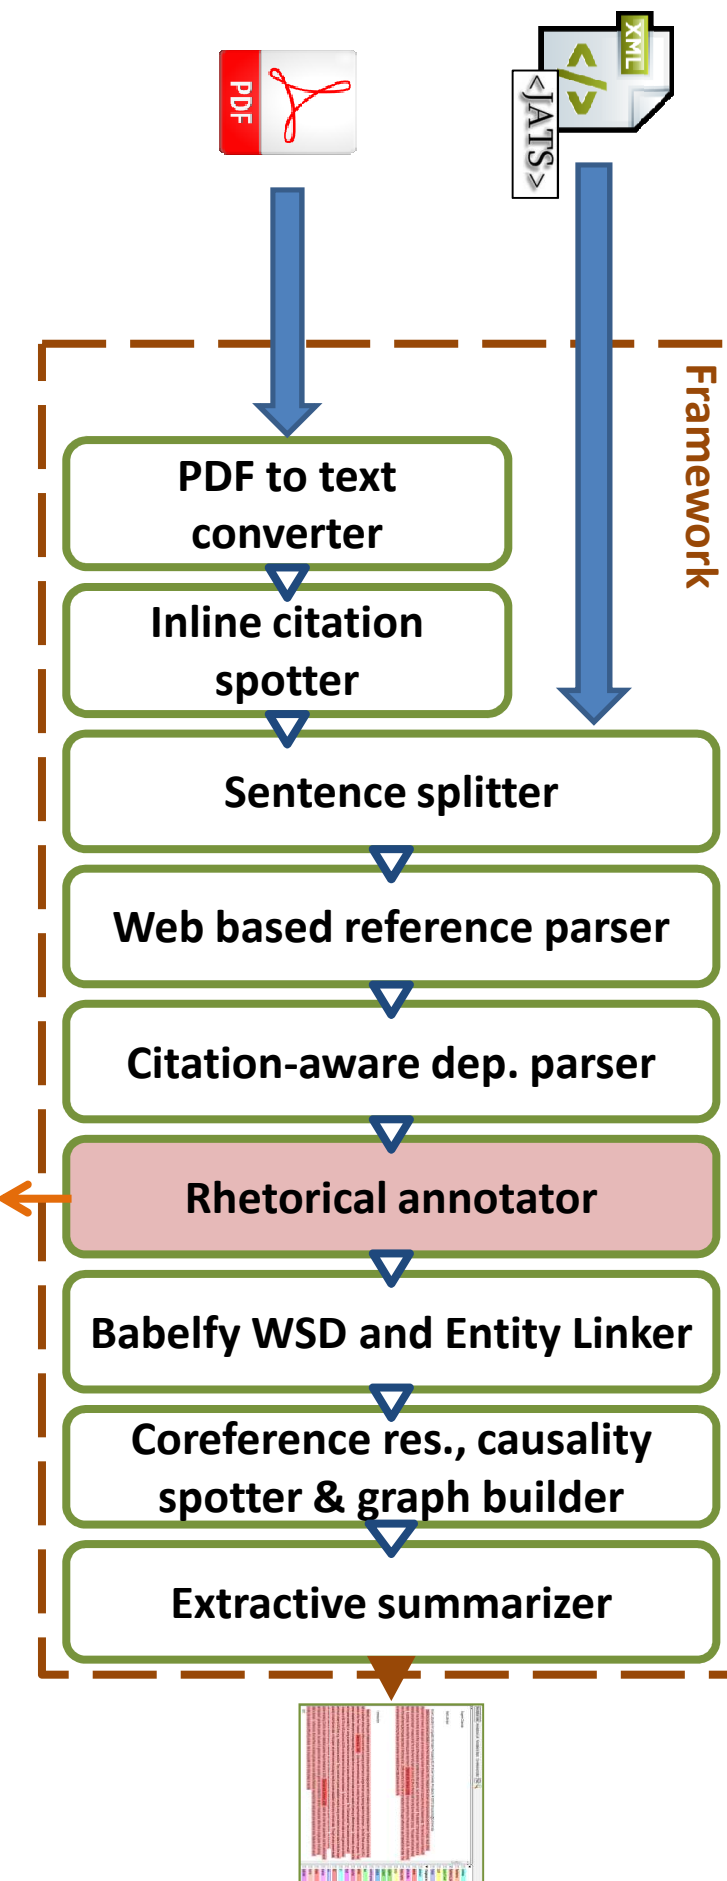 PDF
XML
</>
<JATS>
Framework
PDF to text
converter
Inline citation
spotter
Sentence splitter
Web based reference parser
Citation-aware dep. parser
Rhetorical annotator
Babelfy WSD and Entity Linker
Coreference res., causality
spotter & graph builder
Extractive summarizer